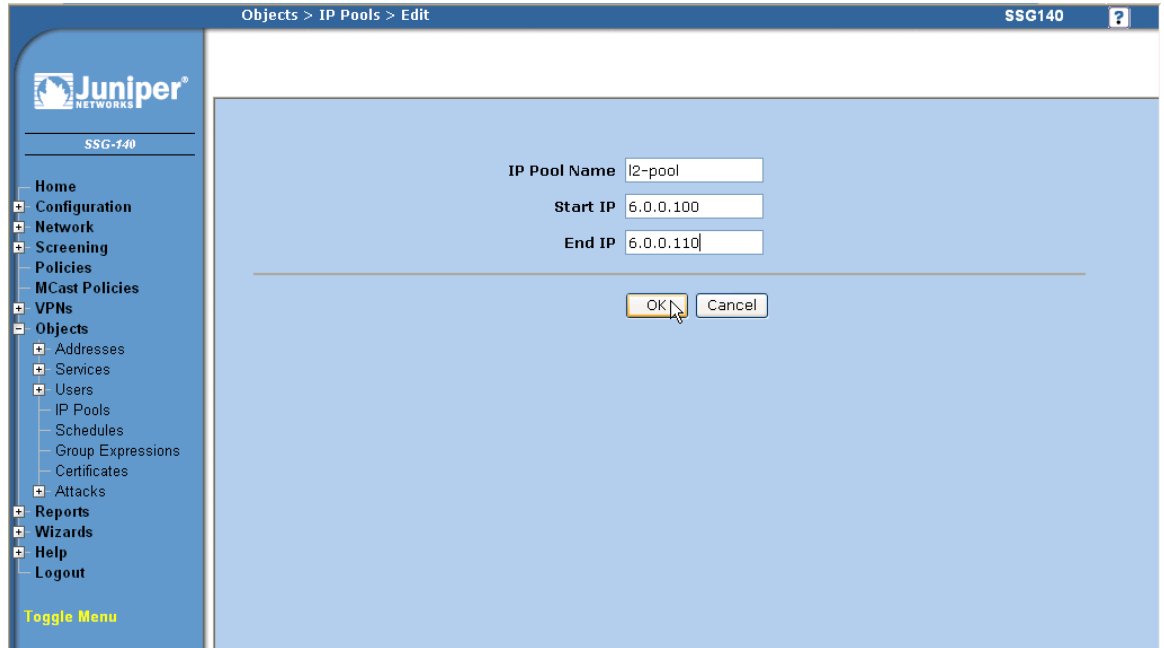 Objects > IP Pools > Edit
SSG140
?
Juniper®
NETWORKS
SSG-140
Home
Configuration
Network
Screening
Policies
MCast Policies
VPNs
Objects
Addresses
Services
Users
IP Pools
Schedules
Group Expressions
Certificates
Attacks
Reports
Wizards
Help
Logout
Toggle Menu
IP Pool Name l2-pool
Start IP 6.0.0.100
End IP 6.0.0.110
OK Cancel